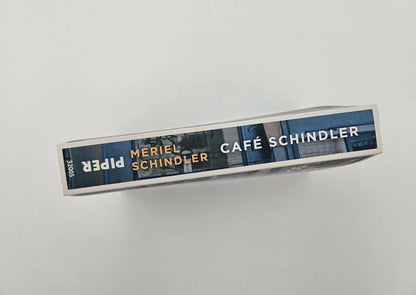 32005
PIPER
MERIEL
SCHINDLER
CAFÉ SCHINDLER